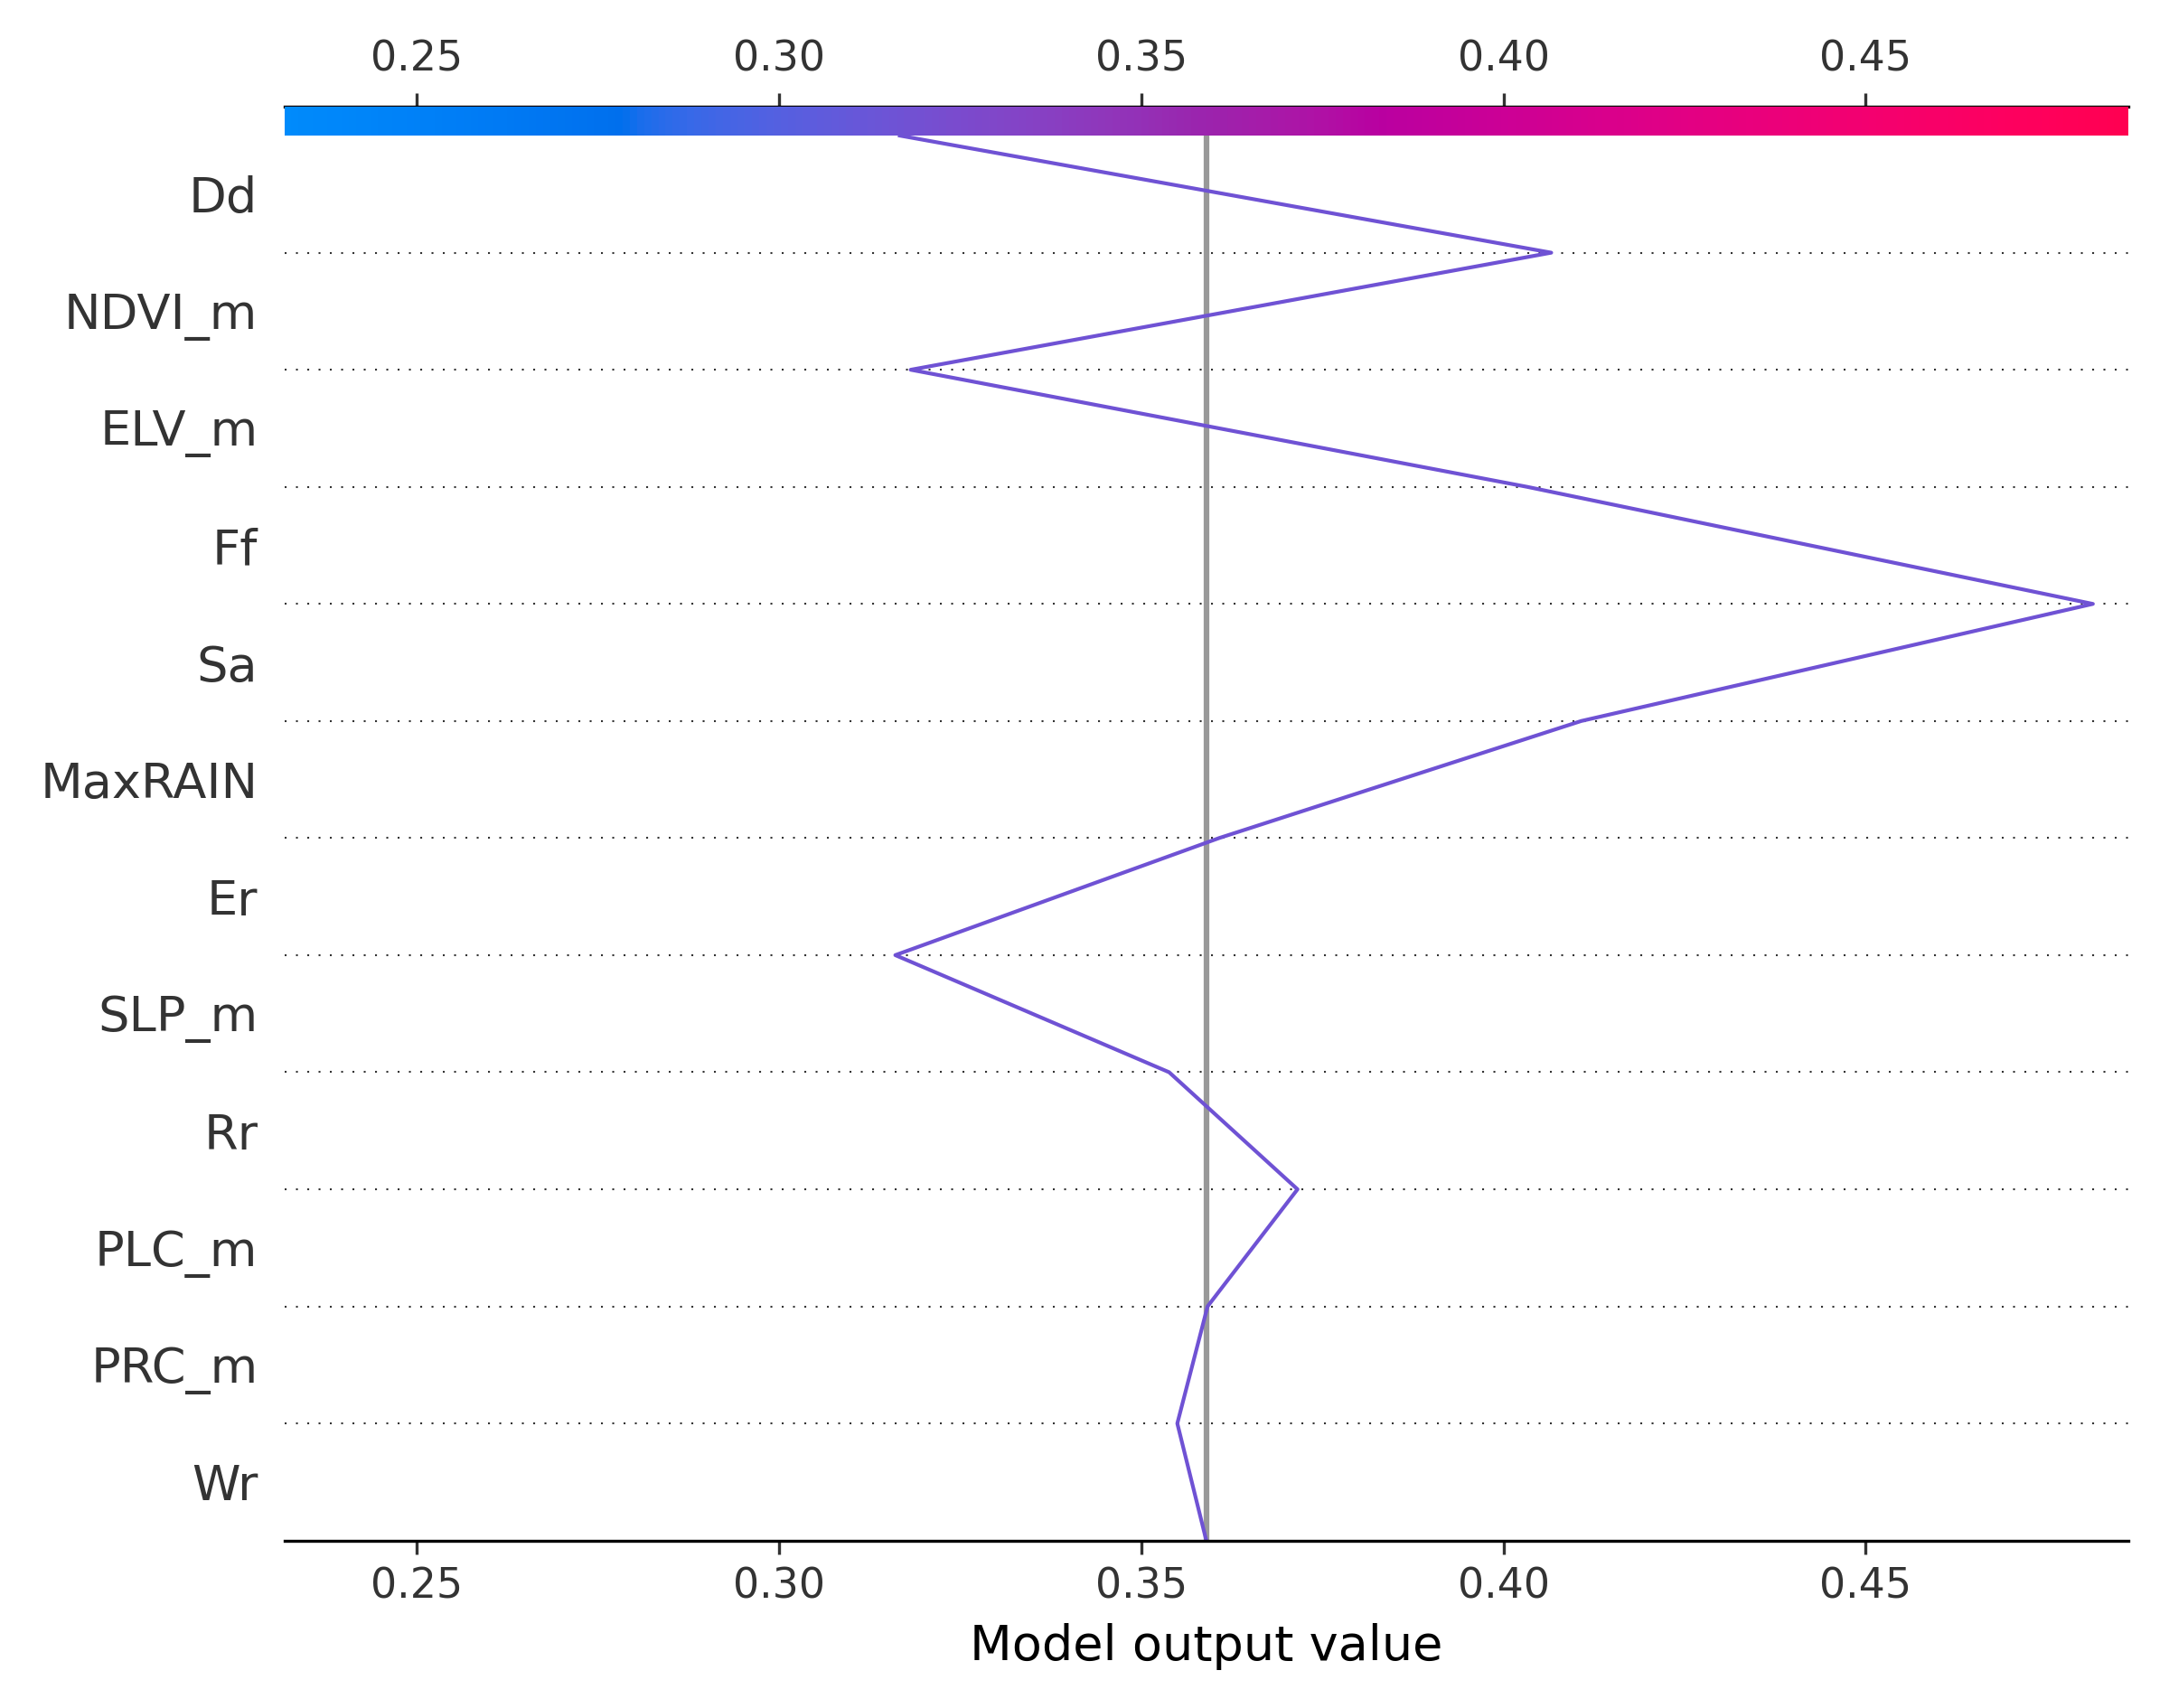 0.25 0.30 0.35 0.40 0.45
Dd
NDVI_m
ELV_m
Ff
Sa
MaxRAIN
Er
SLP_m
Rr
PLC_m
PRC_m
Wr
0.25 0.30 0.35 0.40 0.45
Model output value